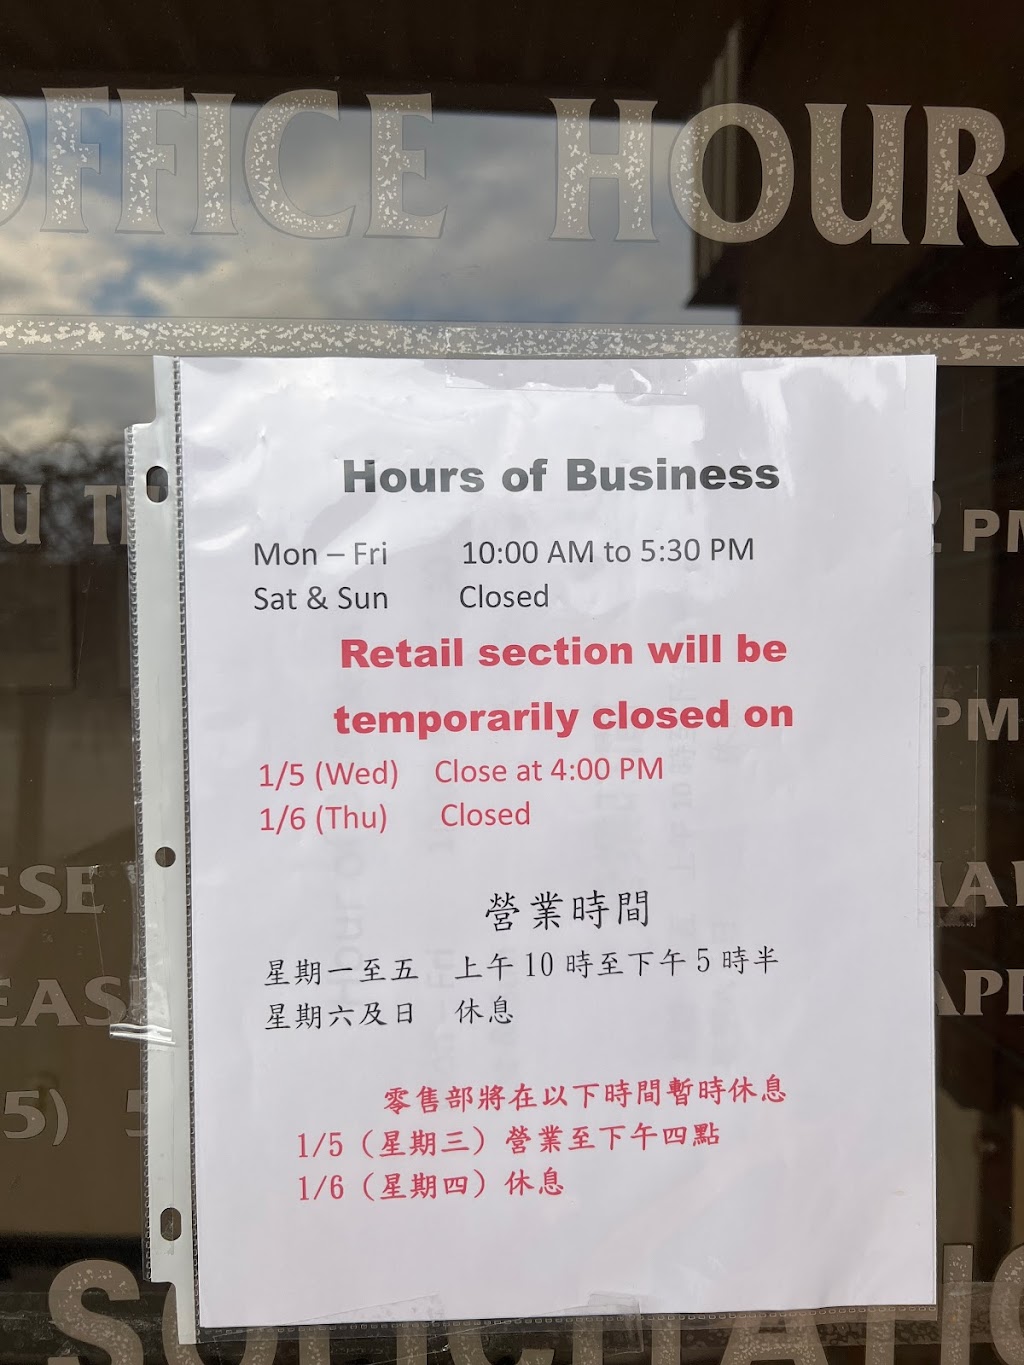 OFFICE HOUR
Hours of Business
Mon – Fri 10:00 AM to 5:30 PM
Sat & Sun Closed
Retail section will be
temporarily closed on
1/5 (Wed) Close at 4:00 PM
1/6 (Thu) Closed
營業時間
星期一至五 上午10時至下午5時半
星期六及日 休息
零售部將在以下時間暫時休息
1/5 (星期三) 營業至下午四點
1/6 (星期四) 休息
PM
PM